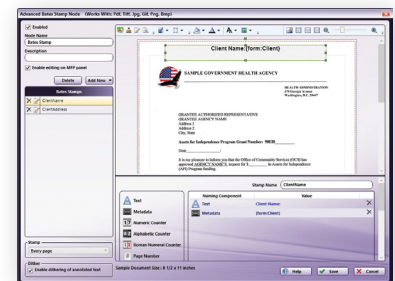 Advanced Bates Stamp Node (Works With: Pdf, Tiff, Jpg, Gif, Png, Bmp)
Enabled
Node Name
Bates Stamp
Description
Enable editing on MFP panel
Delete
Add New
Bates Stamps
ClientName
ClientAddress
Stamp
Every page
Dither
Enable dithering of annotated text
Client Name:{form:Client}
SAMPLE GOVERNMENT HEALTH AGENCY
HEALTH ADMINISTRATION
Washington, D.C. 20447
GRANTEE AUTHORIZED REPRESENTATIVE
GRANTEE AGENCY NAME
Address 1
Address 2
City, State
Assets for Independence Program Grant Number: 90EI
Dear
It is my pleasure to inform you that the Office of Community Services (OCS) has
approved AGENCY NAME'S request for $ in Assets for Independence
(AFI) Program funding.
Stamp Name
ClientName
Naming Component
Value
Text
Client Name:
Metadata
{form:Client}
Text
Metadata
Numeric Counter
Alphabetic Counter
Roman Numeral Counter
Page Number
Sample Document Size: 8 1/2 x 11 inches
Help
Save
Cancel